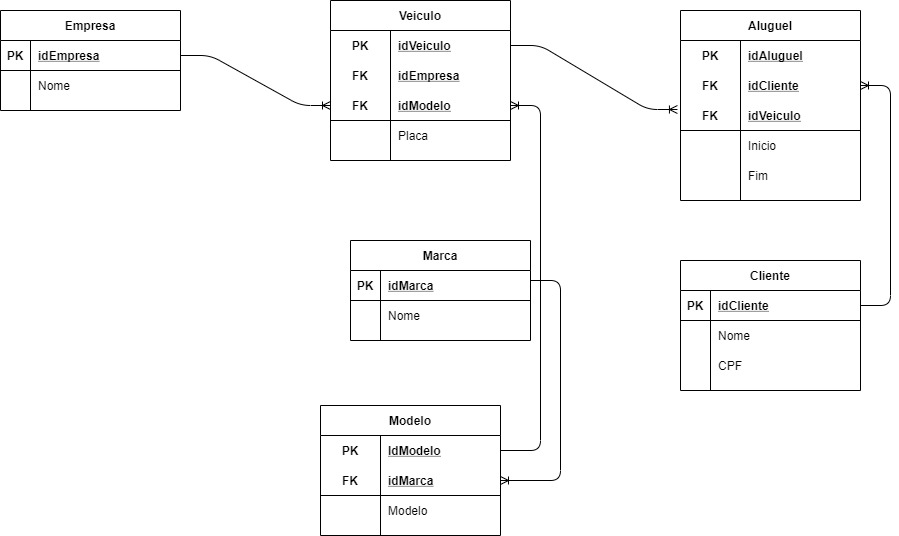 Empresa
PK idEmpresa
Nome
Veiculo
PK idVeiculo
FK idEmpresa
FK idModelo
Placa
Aluguel
PK idAluguel
FK idCliente
FK idVeiculo
Inicio
Fim
Marca
PK idMarca
Nome
Cliente
PK idCliente
Nome
CPF
Modelo
PK IdModelo
FK idMarca
Modelo